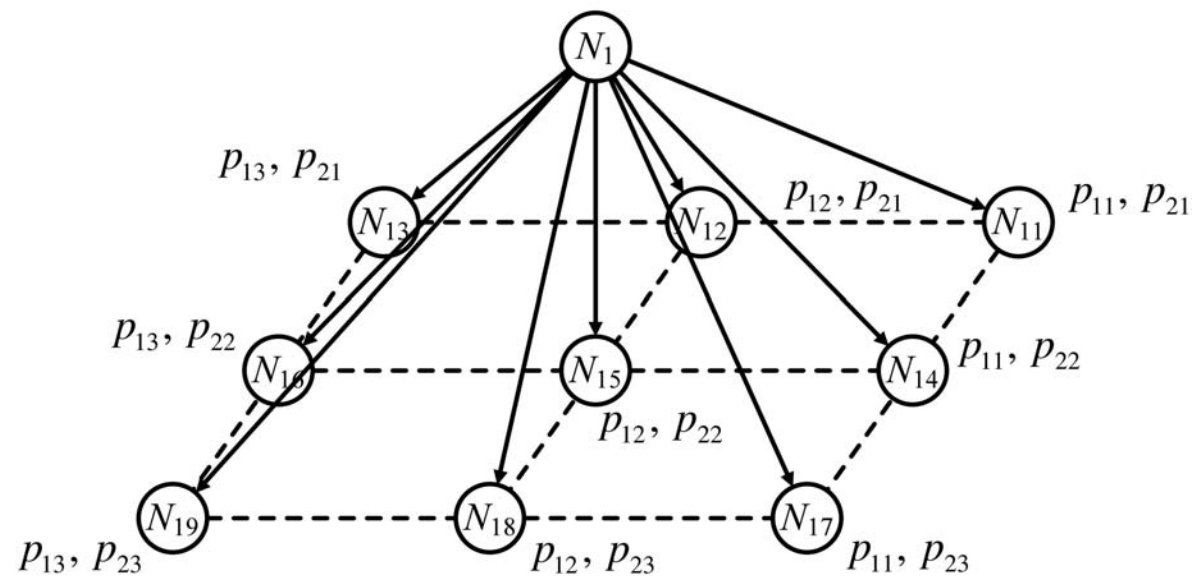 N₁
p₁₃, p₂₁
p₁₂, p₂₁
p₁₁, p₂₁
N₁₃
N₁₂
N₁₁
p₁₃, p₂₂
N₁₆
N₁₅
N₁₄
p₁₁, p₂₂
p₁₂, p₂₂
N₁₉
N₁₈
N₁₇
p₁₃, p₂₃
p₁₂, p₂₃
p₁₁, p₂₃